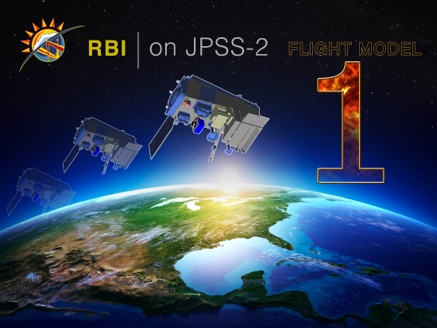 RBI | on JPSS-2 FLIGHT MODEL
1